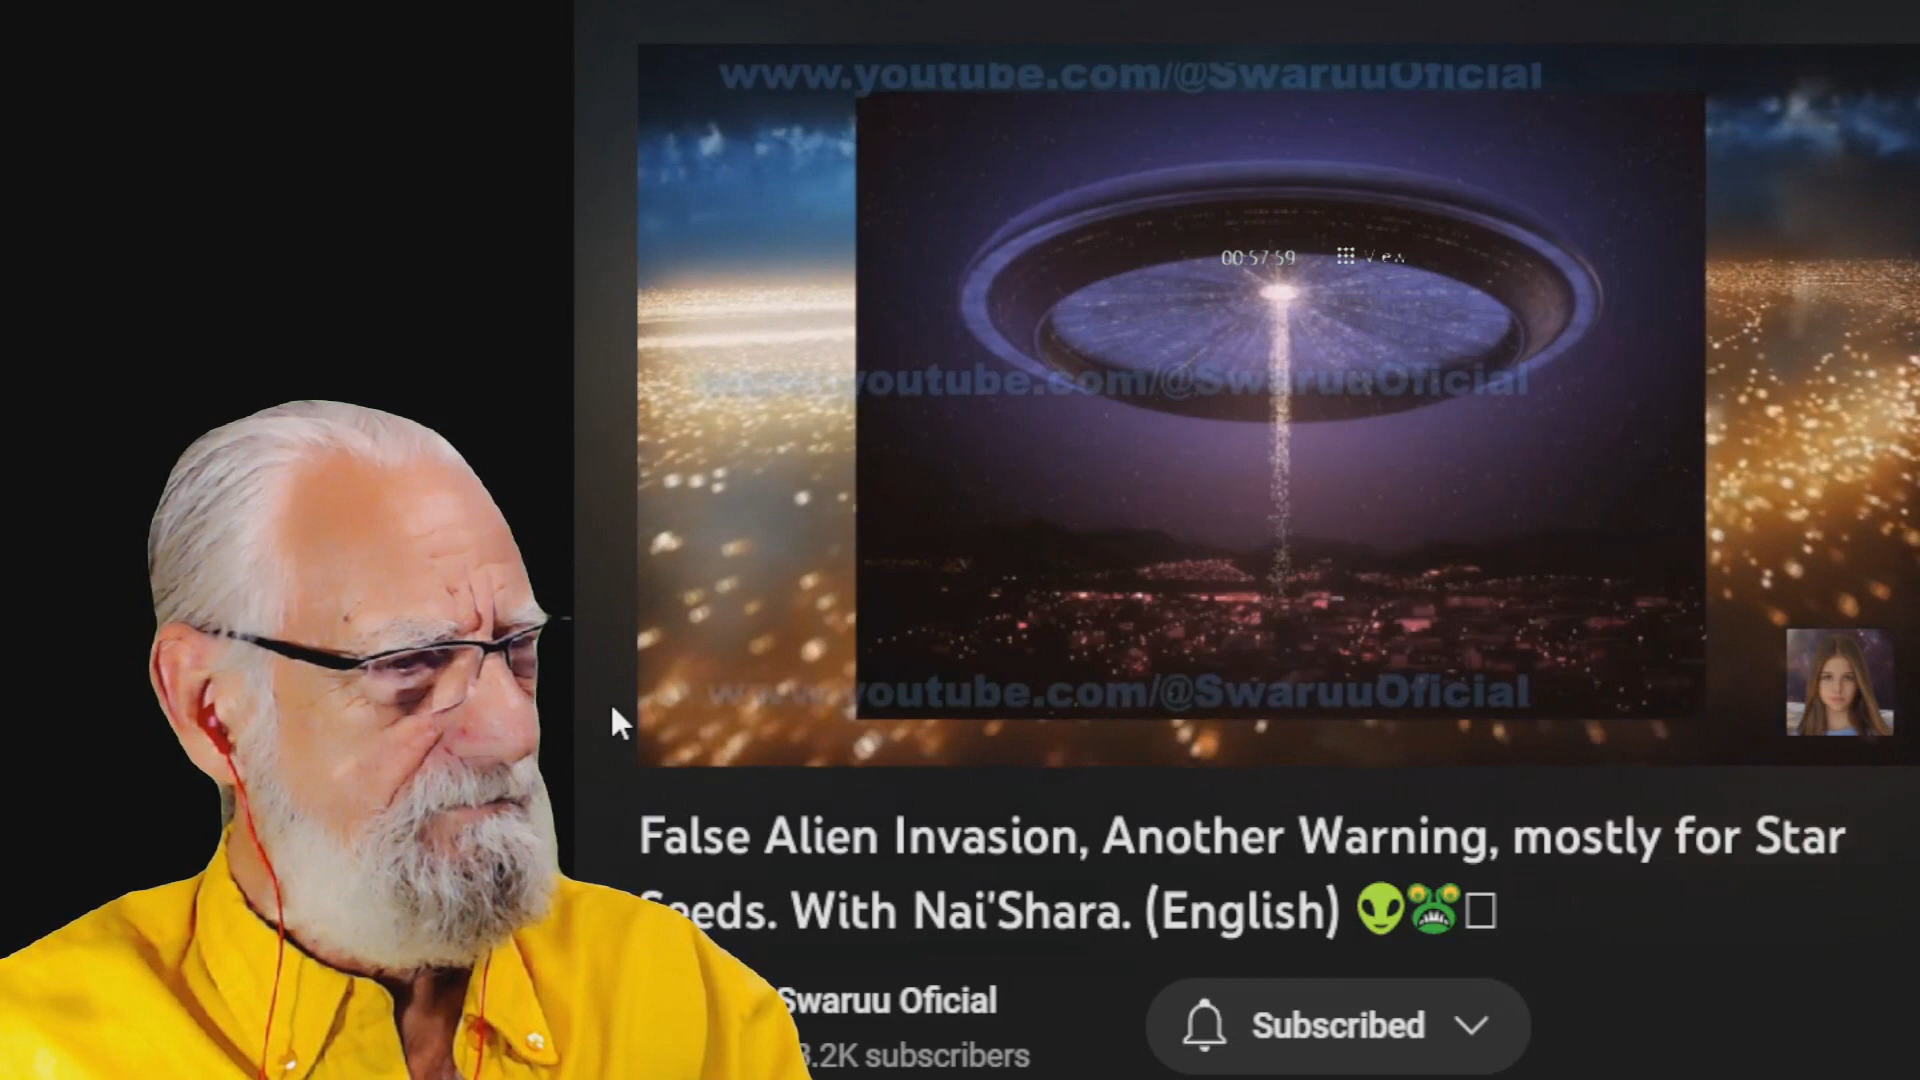 www.youtube.com/@SwaruuOficial
00:57:59
youtube.com/@SwaruuOficial
youtube.com/@SwaruuOficial
False Alien Invasion, Another Warning, mostly for Star
Seeds. With Nai'Shara. (English) 👽
Swaruu Oficial
Subscribed
.2K subscribers